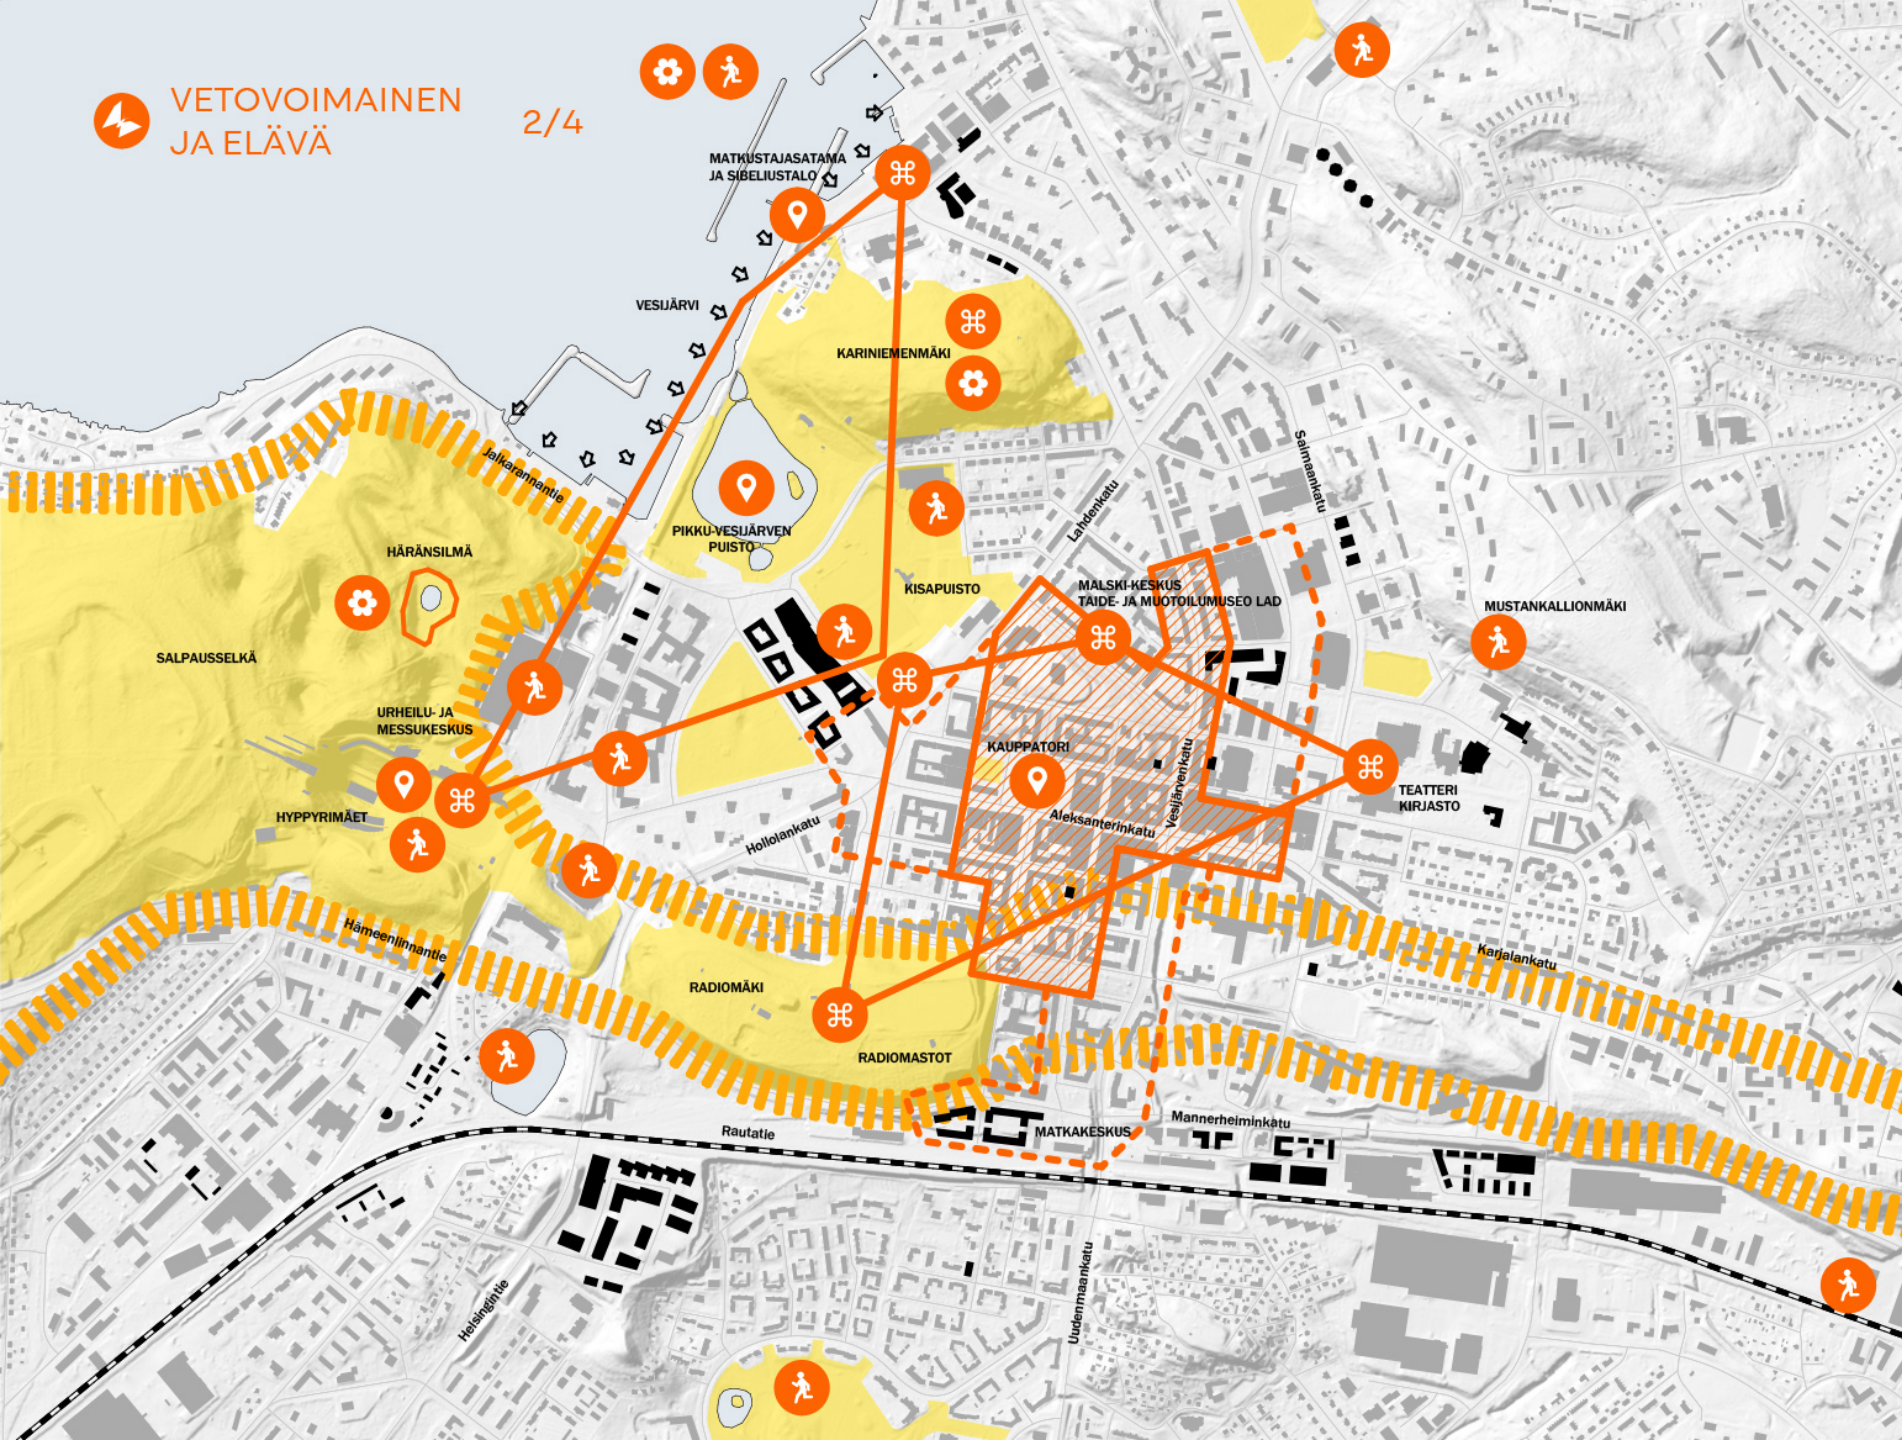 VETOVOIMAINEN
JA ELÄVÄ
2/4
MATKUSTAJASATAMA
JA SIBELIUSTALO
VESIJÄRVI
KARINIEMENMÄKI
Jalkarannantie
Salmaankatu
Lahdenkatu
PIKKU-VESIJÄRVEN
PUISTO
HÄRÄNSILMÄ
KISAPUISTO
MALSKI-KESKUS
TAIDE- JA MUOTOILUMUSEO LAD
MUSTANKALLIONMÄKI
SALPAUSSELKÄ
URHEILU- JA
MESSUKESKUS
KAUPPATORI
Vesijärvenkatu
TEATTERI
KIRJASTO
HYPPYRIMÄET
Hollolankatu
Aleksanterinkatu
Hämeenlinnantie
Karjalankatu
RADIOMÄKI
RADIOMASTOT
Rautatie
MATKAKESKUS
Mannerheiminkatu
Helsingintie
Uudenmaankatu